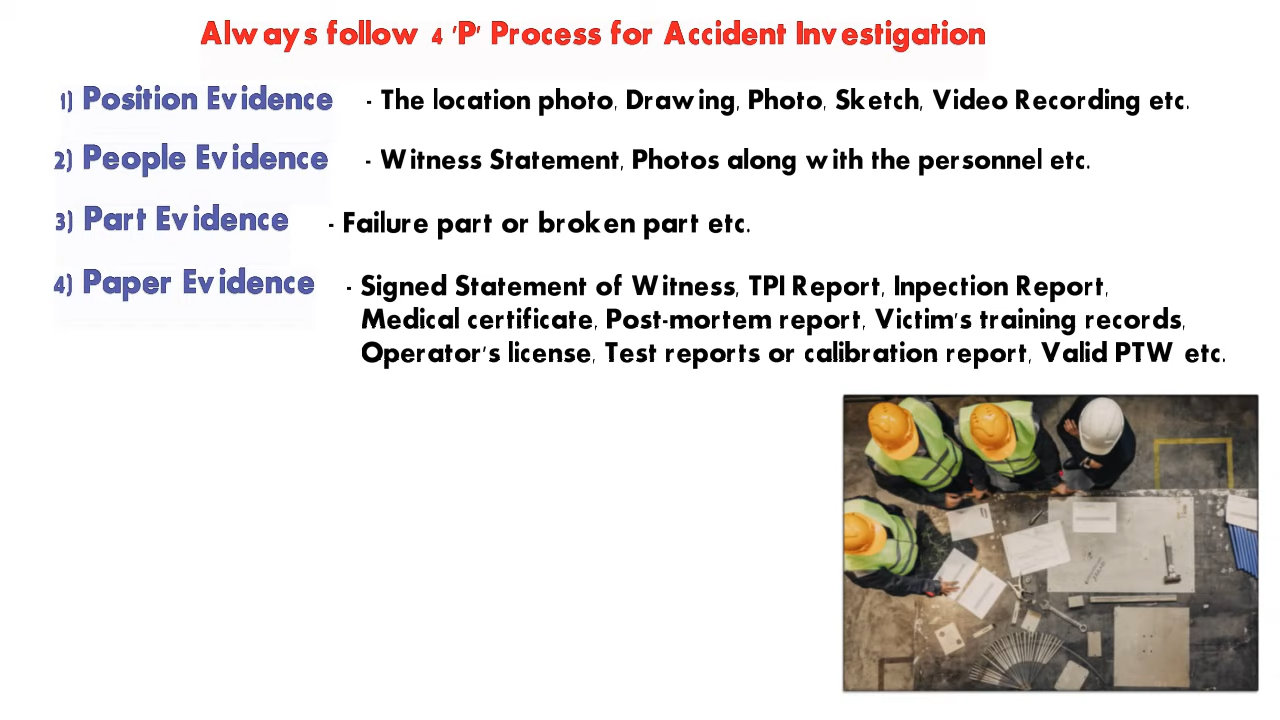 Always follow 4 'P' Process for Accident Investigation
1) Position Evidence - The location photo, Drawing, Photo, Sketch, Video Recording etc.
2) People Evidence - Witness Statement, Photos along with the personnel etc.
3) Part Evidence - Failure part or broken part etc.
4) Paper Evidence - Signed Statement of Witness, TPI Report, Inpection Report,
Medical certificate, Post-mortem report, Victim's training records,
Operator's license, Test reports or calibration report, Valid PTW etc.